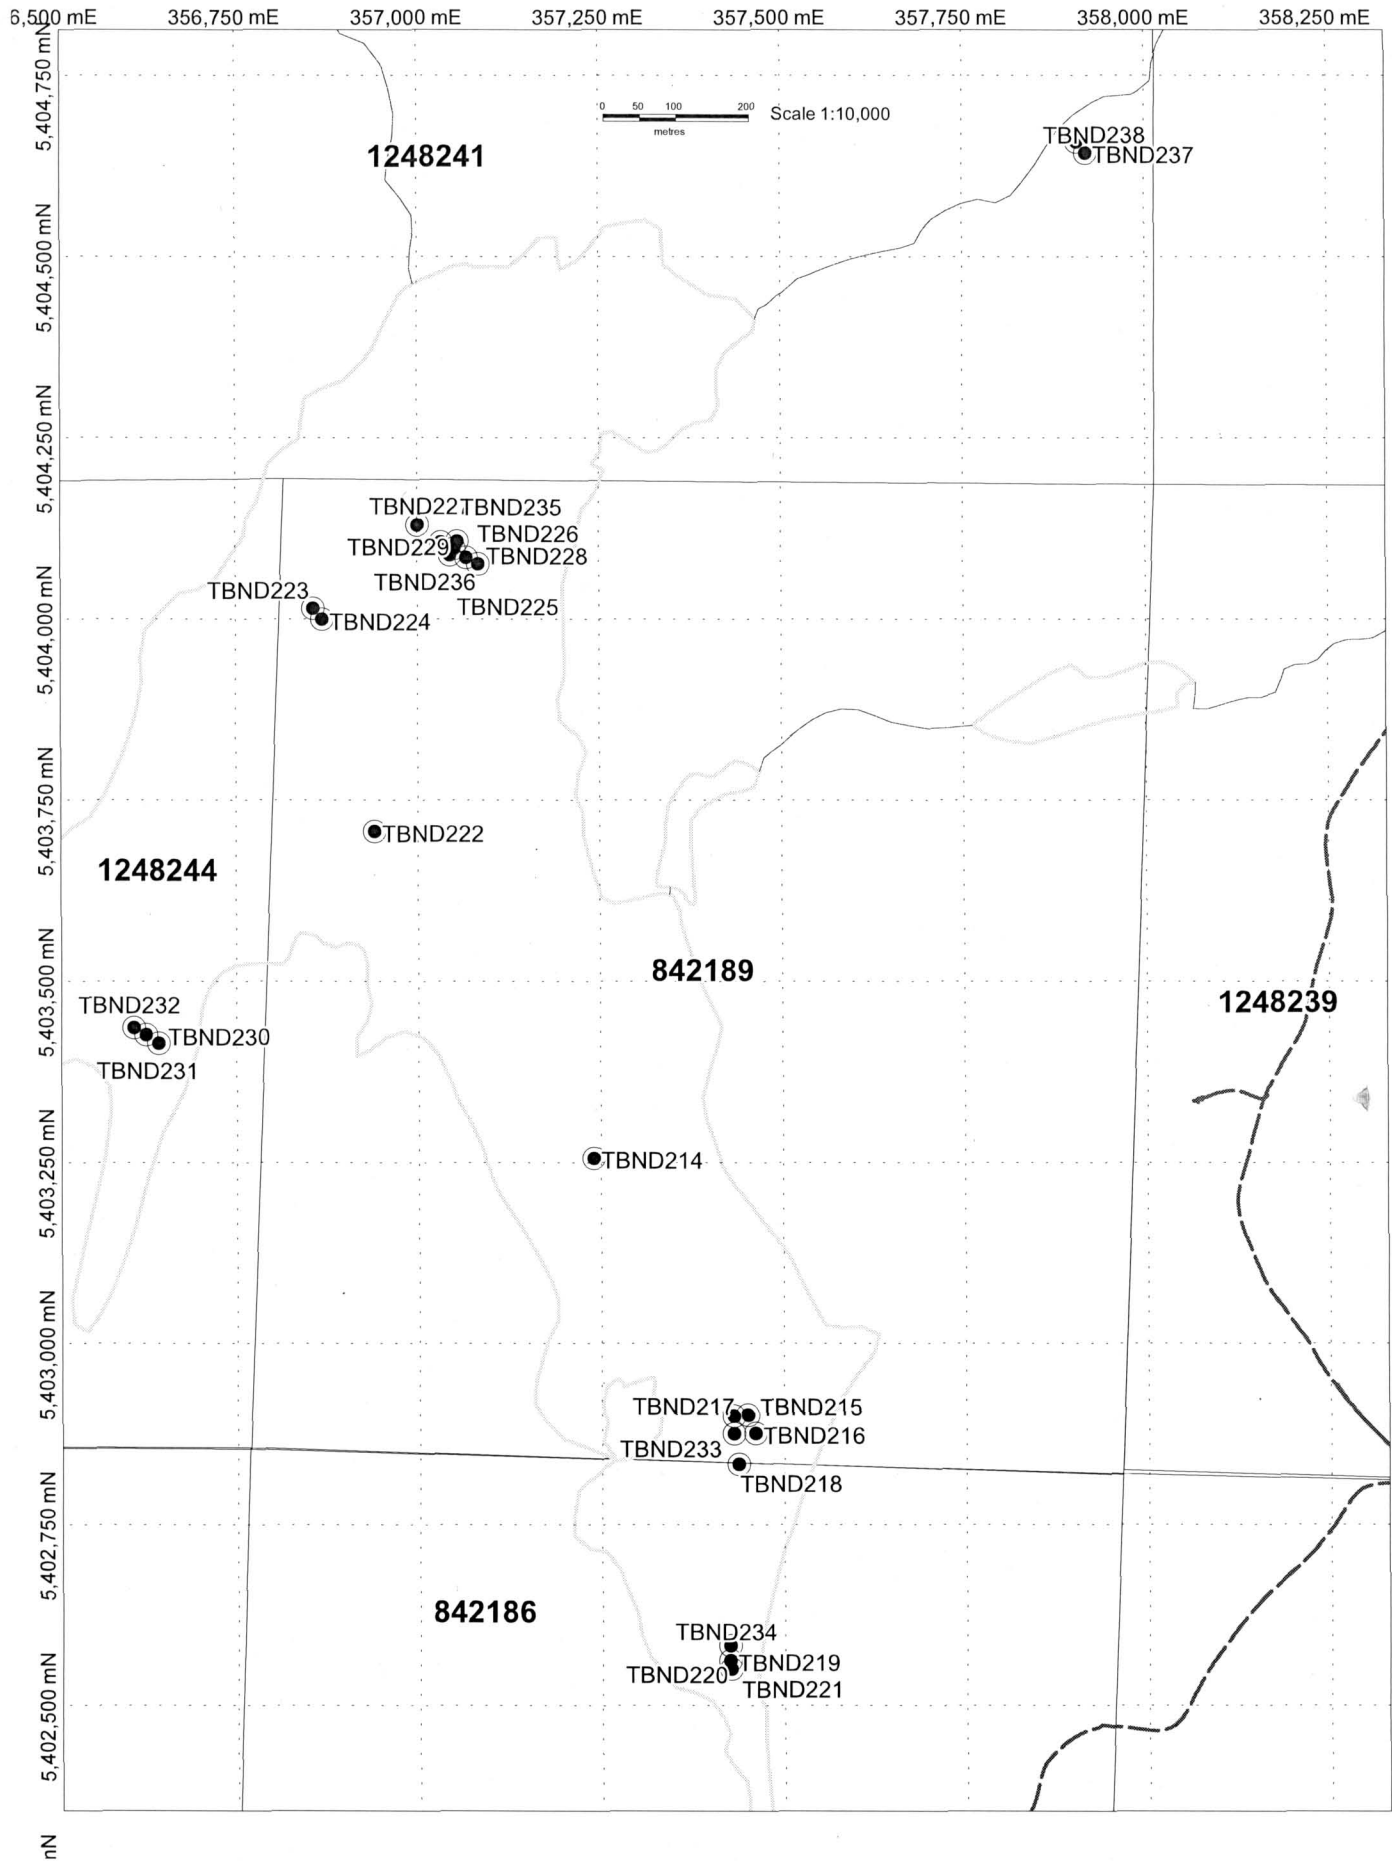 6,500 mE 356,750 mE 357,000 mE 357,250 mE 357,500 mE 357,750 mE 358,000 mE 358,250 mE
5,404,750 mN
0 50 100 200
Scale 1:10,000
metres
TBND238
TBND237
1248241
5,404,500 mN
5,404,250 mN
TBND227 TBND235
TBND226
TBND229
TBND228
TBND236
TBND225
TBND223
TBND224
5,404,000 mN
5,403,750 mN
TBND222
1248244
842189
5,403,500 mN
1248239
TBND232
TBND230
TBND231
TBND214
5,403,250 mN
5,403,000 mN
TBND217 TBND215
TBND216
TBND233
TBND218
5,402,750 mN
842186
TBND234
TBND219
TBND220
TBND221
5,402,500 mN
nN